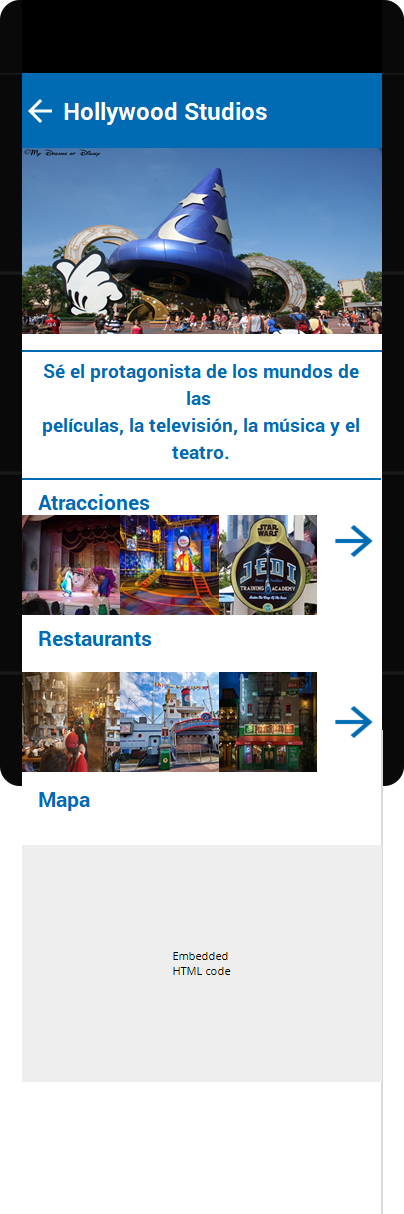 Hollywood Studios
©My Dreams of Disney
Sé el protagonista de los mundos de
las
películas, la televisión, la música y el
teatro.
Atracciones
STAR
WARS
JEDI
TRAINING ACADEMY
Restaurants
Mapa
Embedded
HTML code